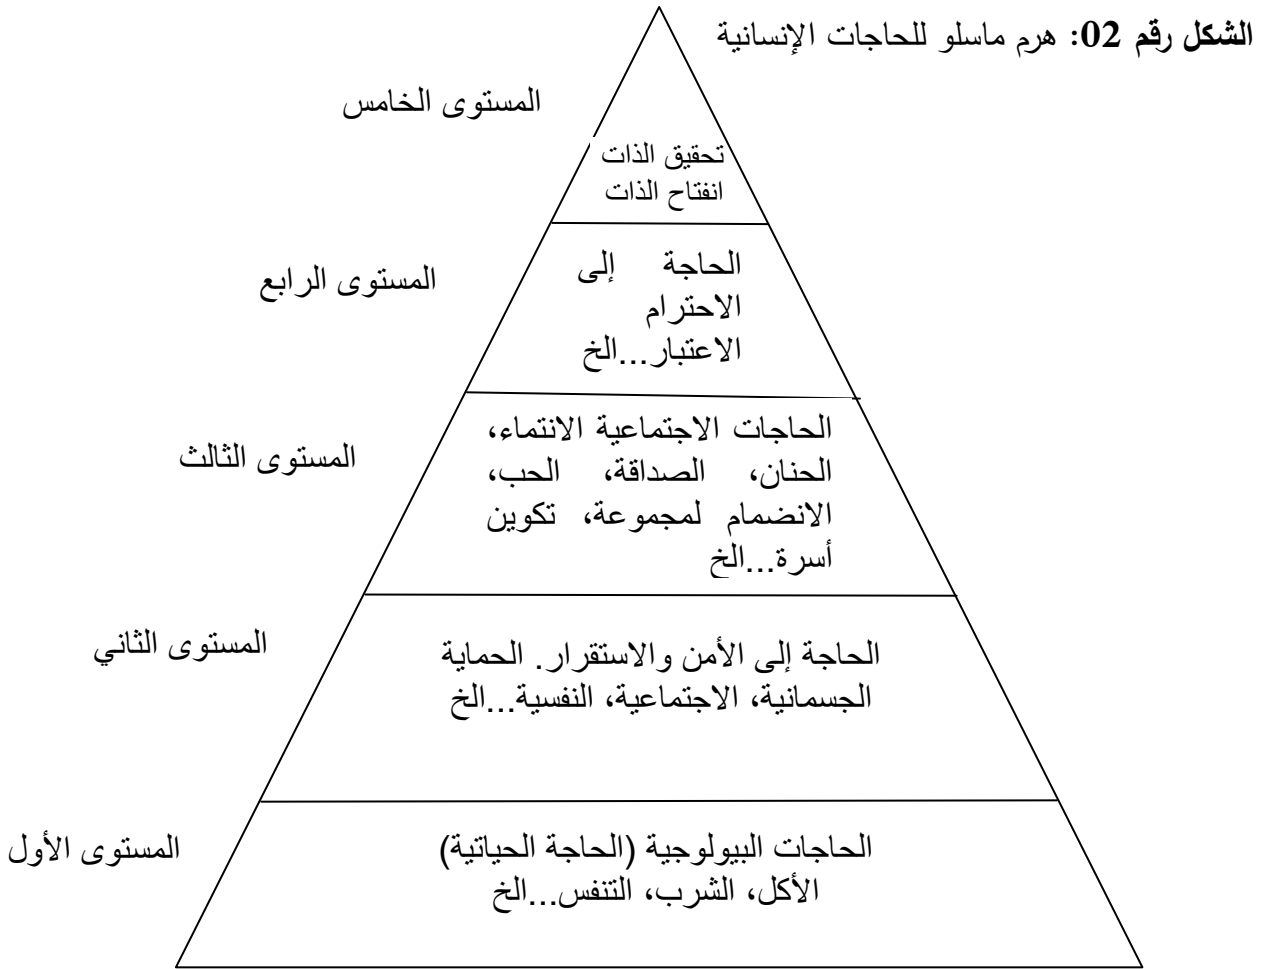 الشكل رقم 02: هرم ماسلو للحاجات الإنسانية
المستوى الخامس
تحقيق الذات
انفتاح الذات
المستوى الرابع
الحاجة إلى
الاحترام
الاعتبار...الخ
المستوى الثالث
الحاجات الاجتماعية الانتماء،
الحنان، الصداقة، الحب،
الانضمام لمجموعة، تكوين
أسرة...الخ
المستوى الثاني
الحاجة إلى الأمن والاستقرار. الحماية
الجسمانية، الاجتماعية، النفسية...الخ
المستوى الأول
الحاجات البيولوجية (الحاجة الحياتية)
الأكل، الشرب، التنفس...الخ